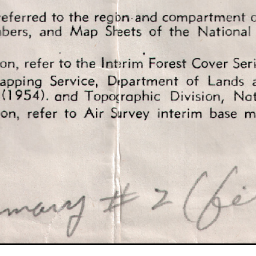 referred to the region and compartment
bers, and Map Sheets of the National
on, refer to the Interim Forest Cover Seri
apping Service, Department of Lands a
(1954). and Topographic Division, Nat
on, refer to Air Survey interim base m
mary # 2 (fi